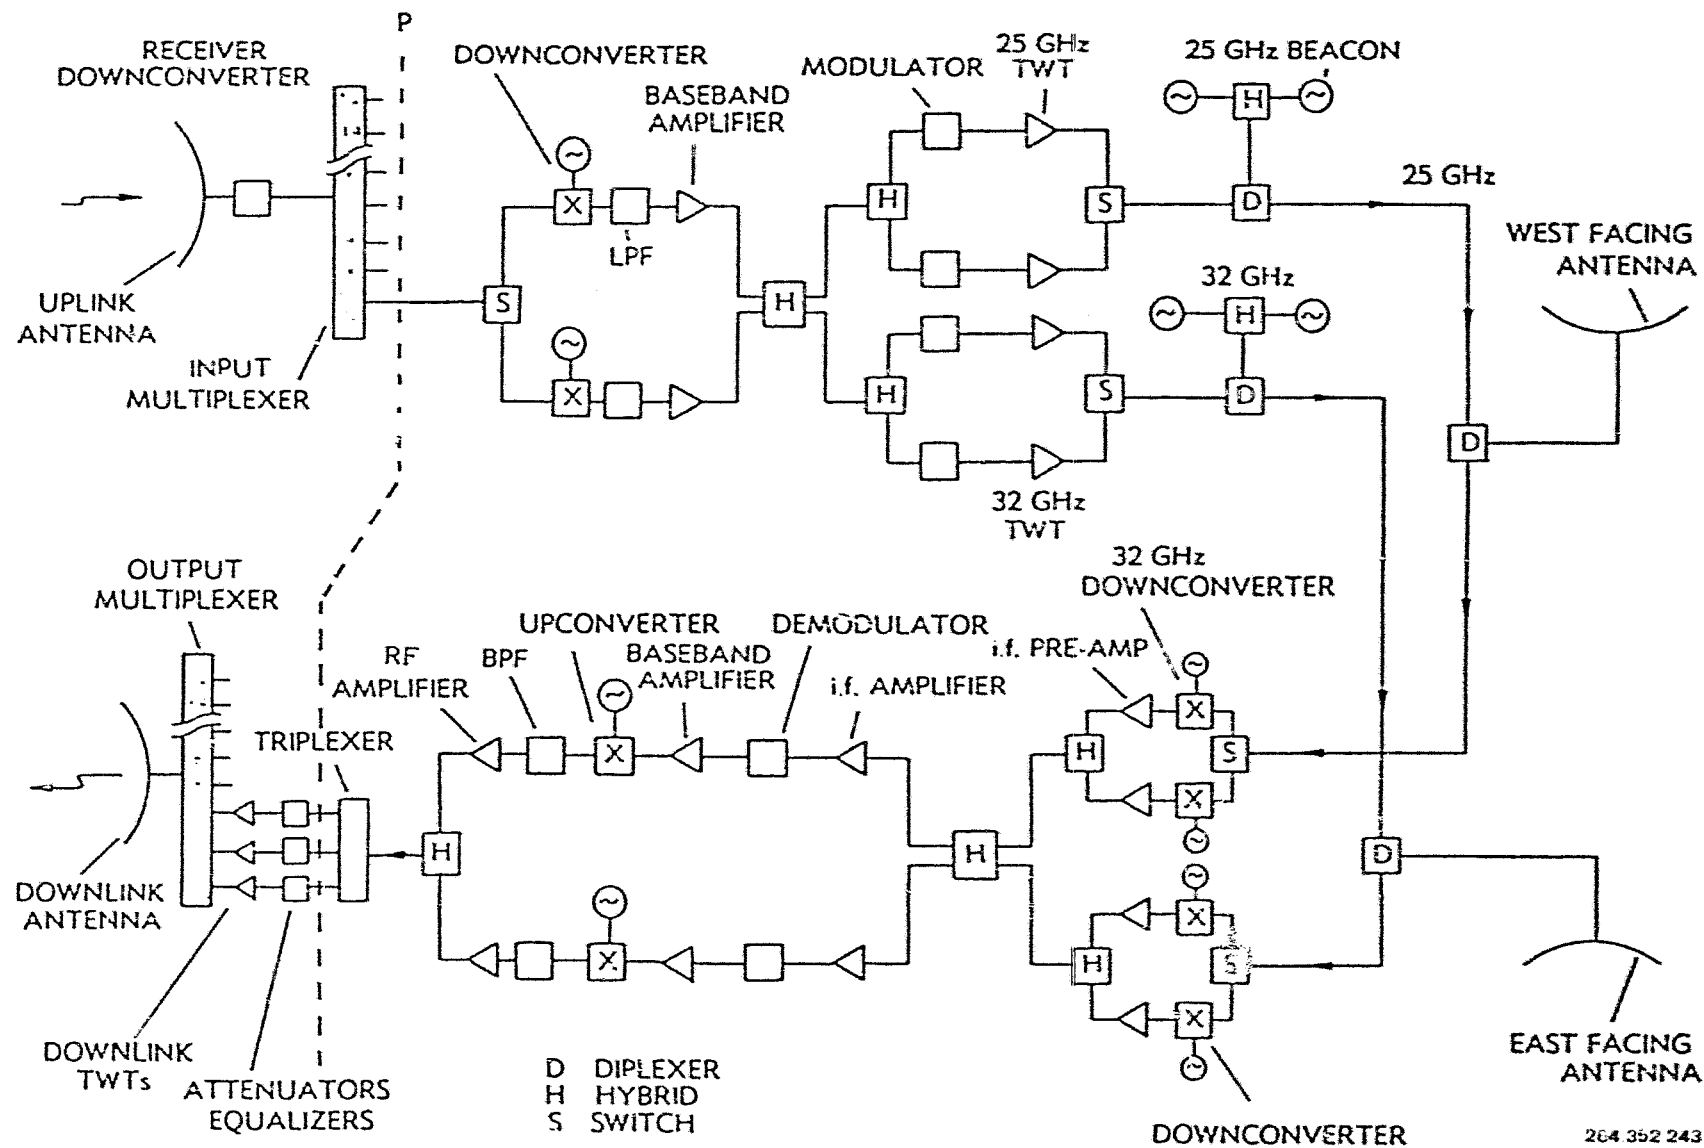 P
RECEIVER
DOWNCONVERTER
DOWNCONVERTER
BASEBAND
AMPLIFIER
MODULATOR
25 GHz
TWT
25 GHz BEACON
H
D
25 GHz
WEST FACING
ANTENNA
UPLINK
ANTENNA
INPUT
MULTIPLEXER
X
LPF
S
X
H
H
S
H
S
32 GHz
H
D
D
32 GHz
TWT
OUTPUT
MULTIPLEXER
TRIPLEXER
RF
AMPLIFIER
BPF
UPCONVERTER
BASEBAND
AMPLIFIER
DEMODULATOR
i.f. AMPLIFIER
i.f. PRE-AMP
32 GHz
DOWNCONVERTER
X
X
H
S
X
H
H
X
X
H
S
X
D
DOWNLINK
ANTENNA
DOWNLINK
TWTs
ATTENUATORS
EQUALIZERS
D DIPLEXER
H HYBRID
S SWITCH
DOWNCONVERTER
EAST FACING
ANTENNA
264 352 243